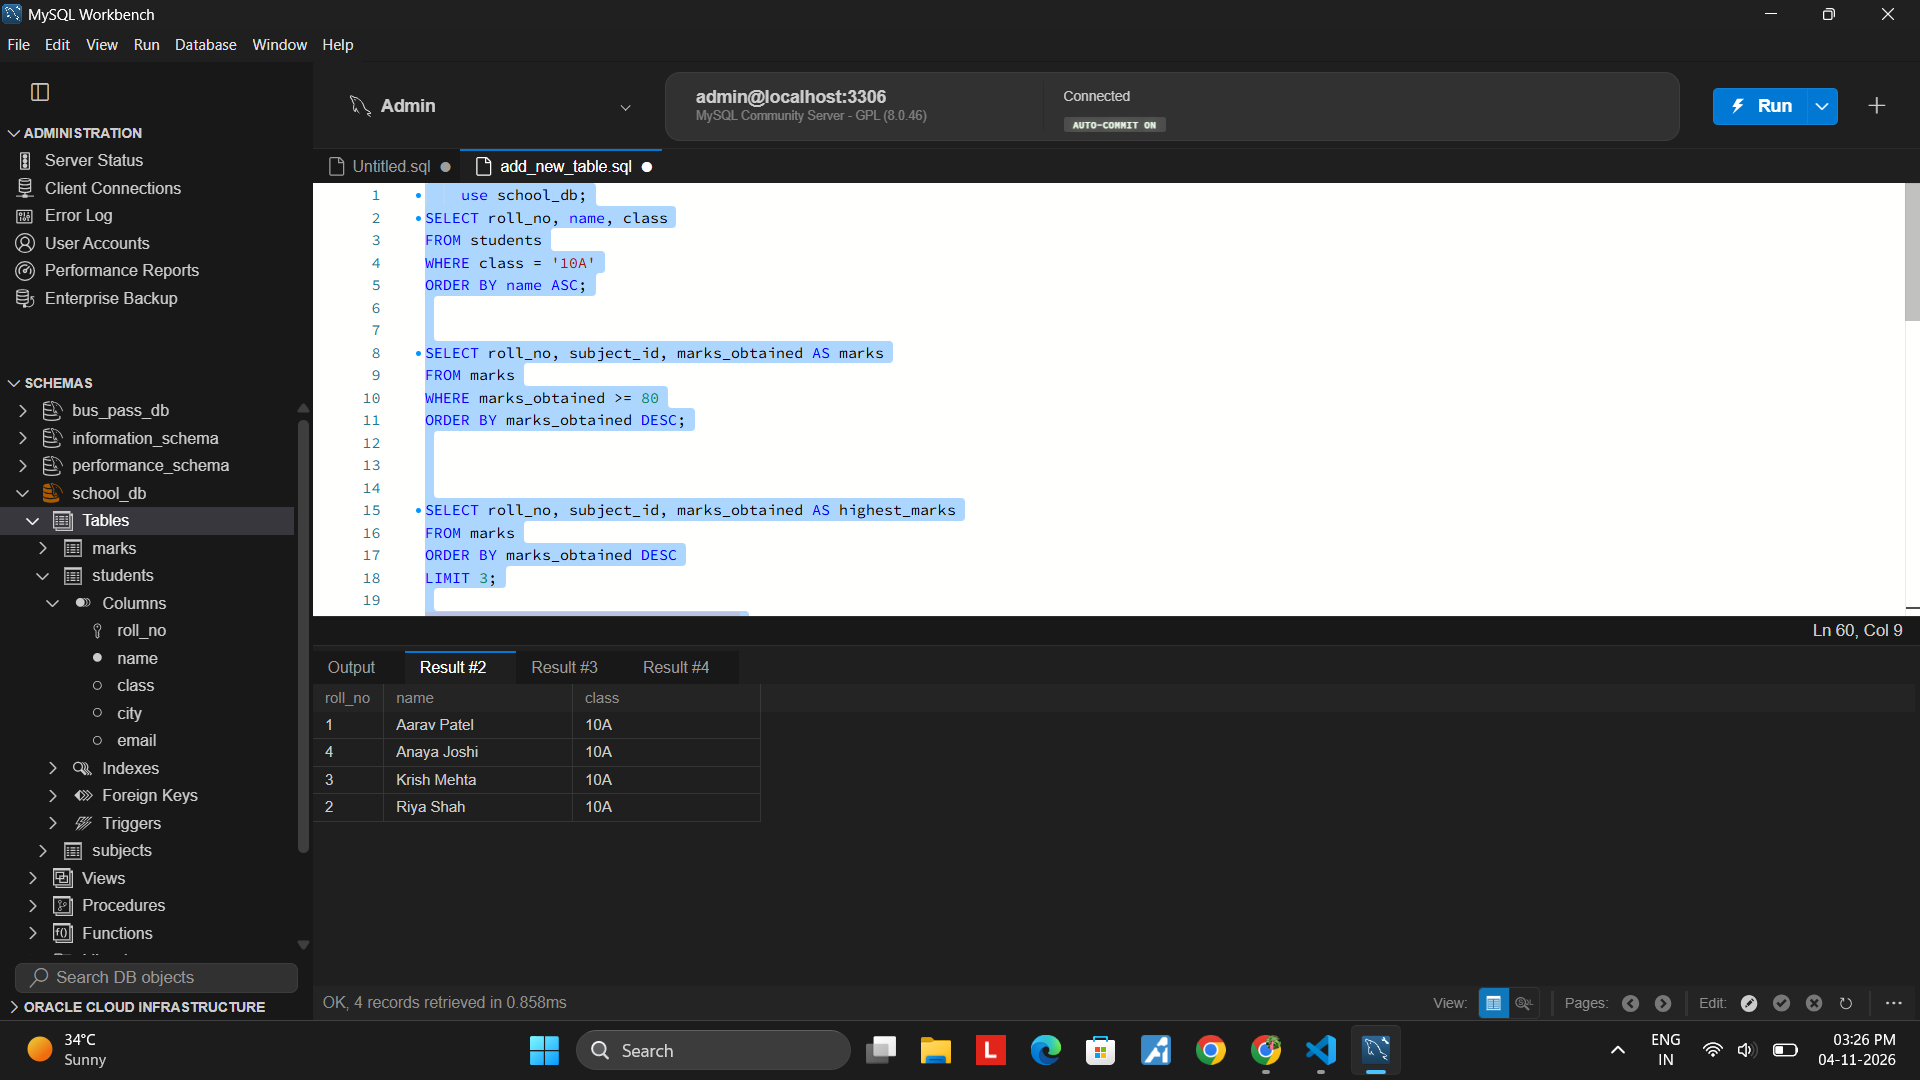 MySQL Workbench
File Edit View Run Database Window Help
Admin
admin@localhost:3306
MySQL Community Server - GPL (8.0.46)
Connected
AUTO-COMMIT ON
Run
ADMINISTRATION
Server Status
Client Connections
Error Log
User Accounts
Performance Reports
Enterprise Backup
SCHEMAS
bus_pass_db
information_schema
performance_schema
school_db
Tables
marks
students
Columns
roll_no
name
class
city
email
Indexes
Foreign Keys
Triggers
subjects
Views
Procedures
Functions
Search DB objects
ORACLE CLOUD INFRASTRUCTURE
Untitled.sql add_new_table.sql
1 use school_db;
2 SELECT roll_no, name, class
3 FROM students
4 WHERE class = '10A'
5 ORDER BY name ASC;
6
7
8 SELECT roll_no, subject_id, marks_obtained AS marks
9 FROM marks
10 WHERE marks_obtained >= 80
11 ORDER BY marks_obtained DESC;
12
13
14
15 SELECT roll_no, subject_id, marks_obtained AS highest_marks
16 FROM marks
17 ORDER BY marks_obtained DESC
18 LIMIT 3;
19
Ln 60, Col 9
Output Result #2 Result #3 Result #4
roll_no name class
1 Aarav Patel 10A
4 Anaya Joshi 10A
3 Krish Mehta 10A
2 Riya Shah 10A
OK, 4 records retrieved in 0.858ms
View: Pages: Edit:
34°C
Sunny
Search
ENG
IN
03:26 PM
04-11-2026